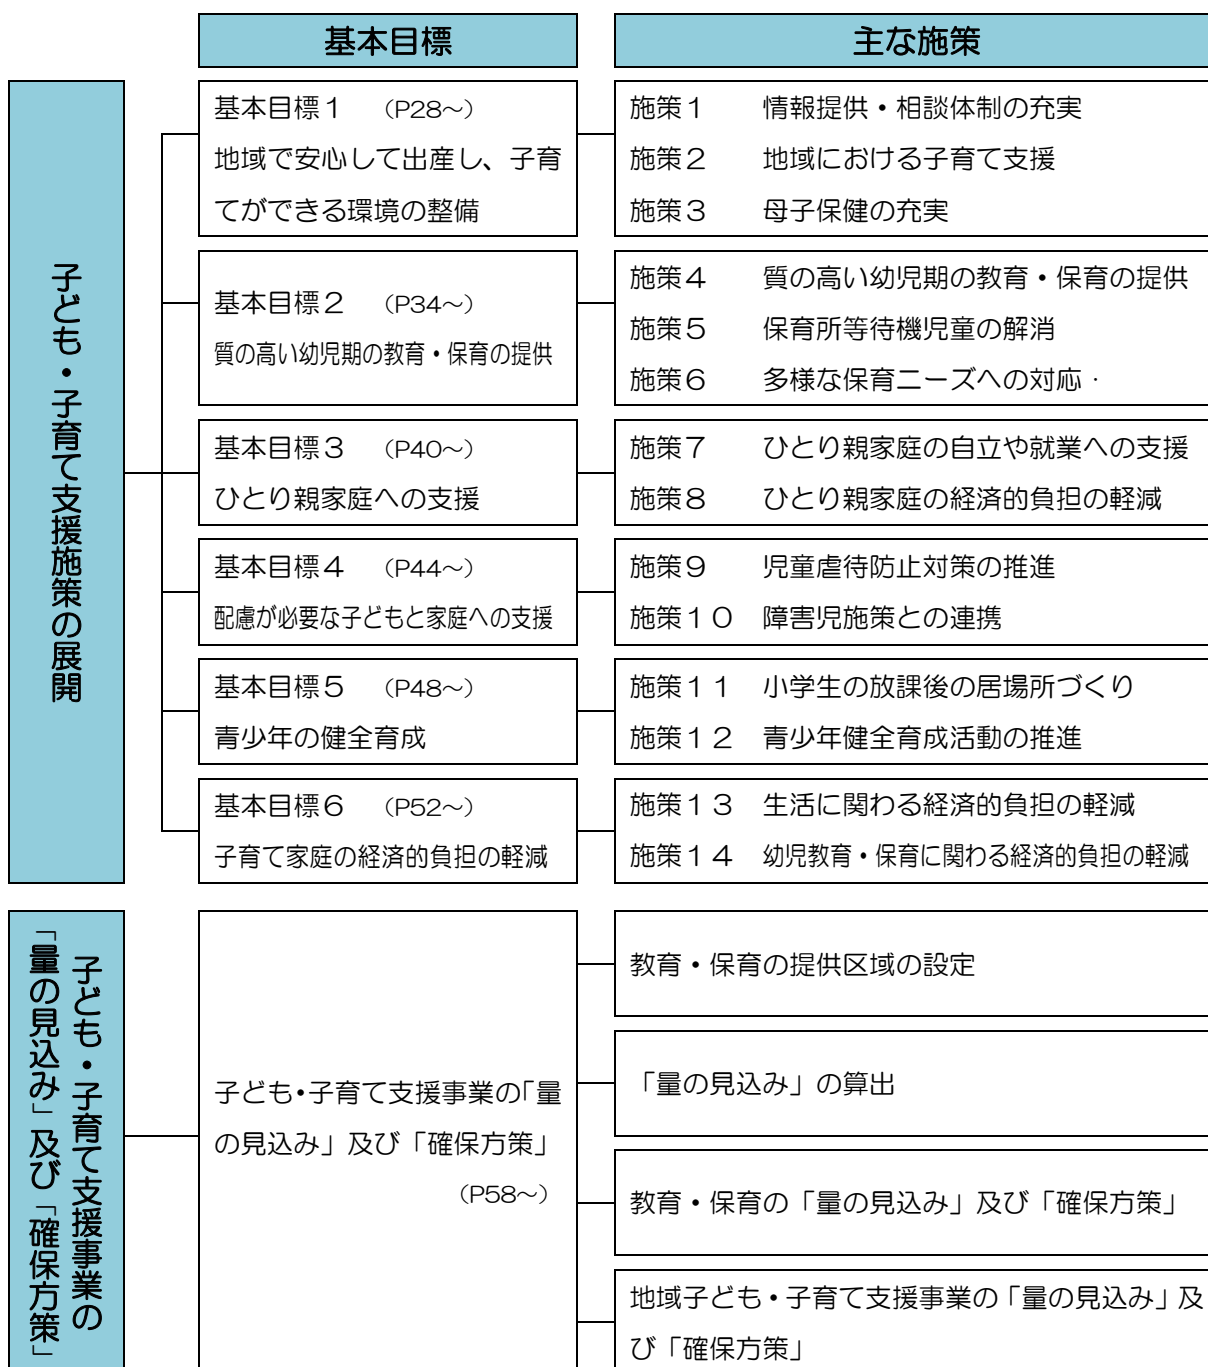 基本目標
主な施策
子ども・子育て支援施策の展開
基本目標１　（P28～）
地域で安心して出産し、子育
てができる環境の整備
施策１　情報提供・相談体制の充実
施策２　地域における子育て支援
施策３　母子保健の充実
基本目標２　（P34～）
質の高い幼児期の教育・保育の提供
施策４　質の高い幼児期の教育・保育の提供
施策５　保育所等待機児童の解消
施策６　多様な保育ニーズへの対応・
基本目標３　（P40～）
ひとり親家庭への支援
施策７　ひとり親家庭の自立や就業への支援
施策８　ひとり親家庭の経済的負担の軽減
基本目標４　（P44～）
配慮が必要な子どもと家庭への支援
施策９　児童虐待防止対策の推進
施策１０　障害児施策との連携
基本目標５　（P48～）
青少年の健全育成
施策１１　小学生の放課後の居場所づくり
施策１２　青少年健全育成活動の推進
基本目標６　（P52～）
子育て家庭の経済的負担の軽減
施策１３　生活に関わる経済的負担の軽減
施策１４　幼児教育・保育に関わる経済的負担の軽減
子ども・子育て支援事業の
「量の見込み」及び「確保方策」
子ども・子育て支援事業の「量
の見込み」及び「確保方策」
（P58～）
教育・保育の提供区域の設定
「量の見込み」の算出
教育・保育の「量の見込み」及び「確保方策」
地域子ども・子育て支援事業の「量の見込み」及
び「確保方策」